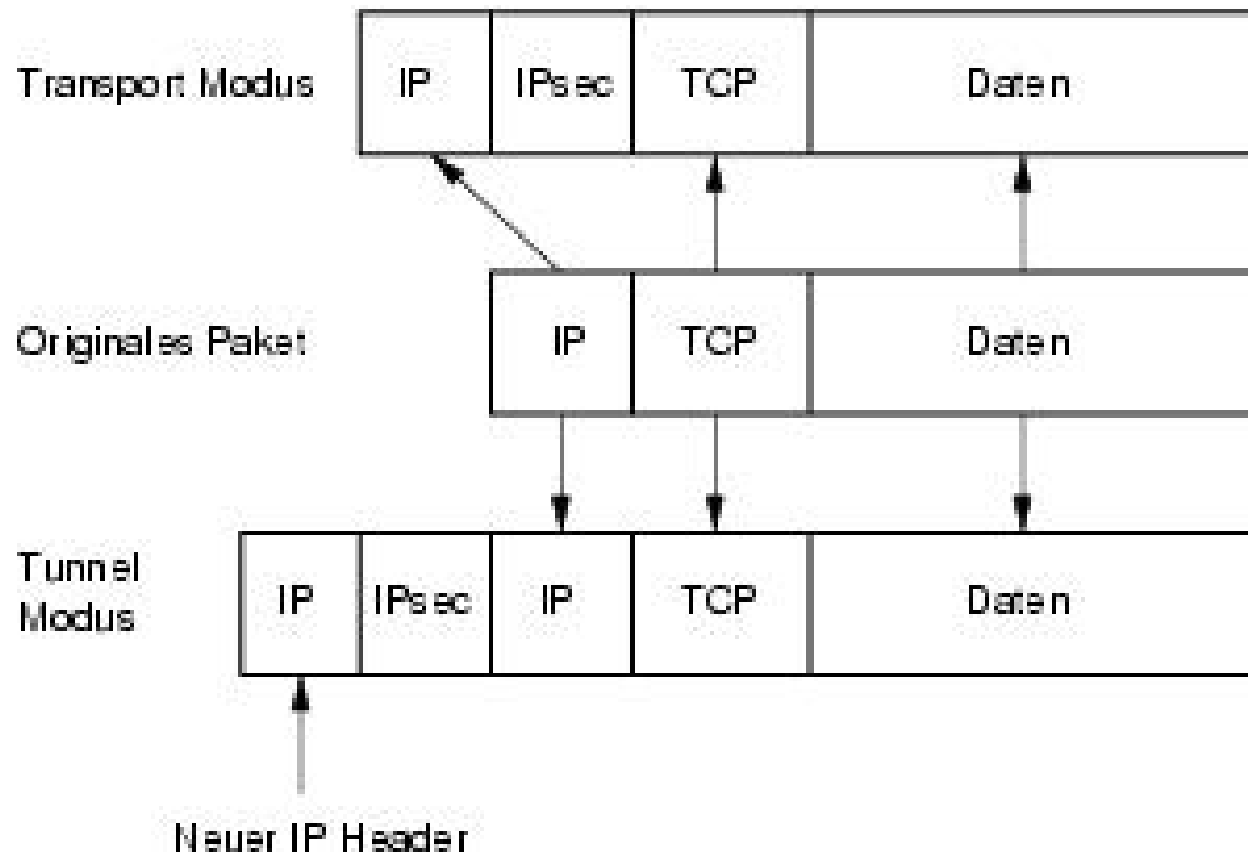 Transport Modus IP IPsec TCP Daten
Originales Paket IP TCP Daten
Tunnel
Modus
IP IPsec IP TCP Daten
Neuer IP Header